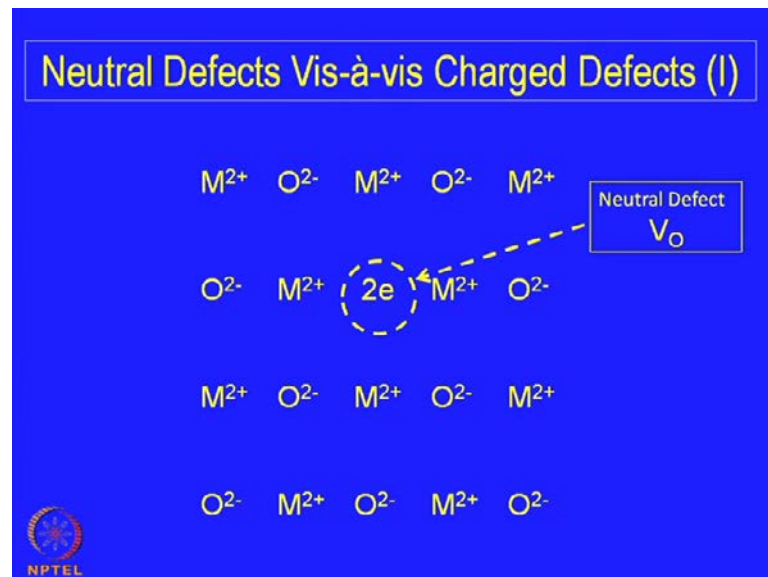 Neutral Defects Vis-à-vis Charged Defects (I)
M²⁺ O²⁻ M²⁺ O²⁻ M²⁺
Neutral Defect
V₀
O²⁻ M²⁺ 2e M²⁺ O²⁻
M²⁺ O²⁻ M²⁺ O²⁻ M²⁺
O²⁻ M²⁺ O²⁻ M²⁺ O²⁻
NPTEL